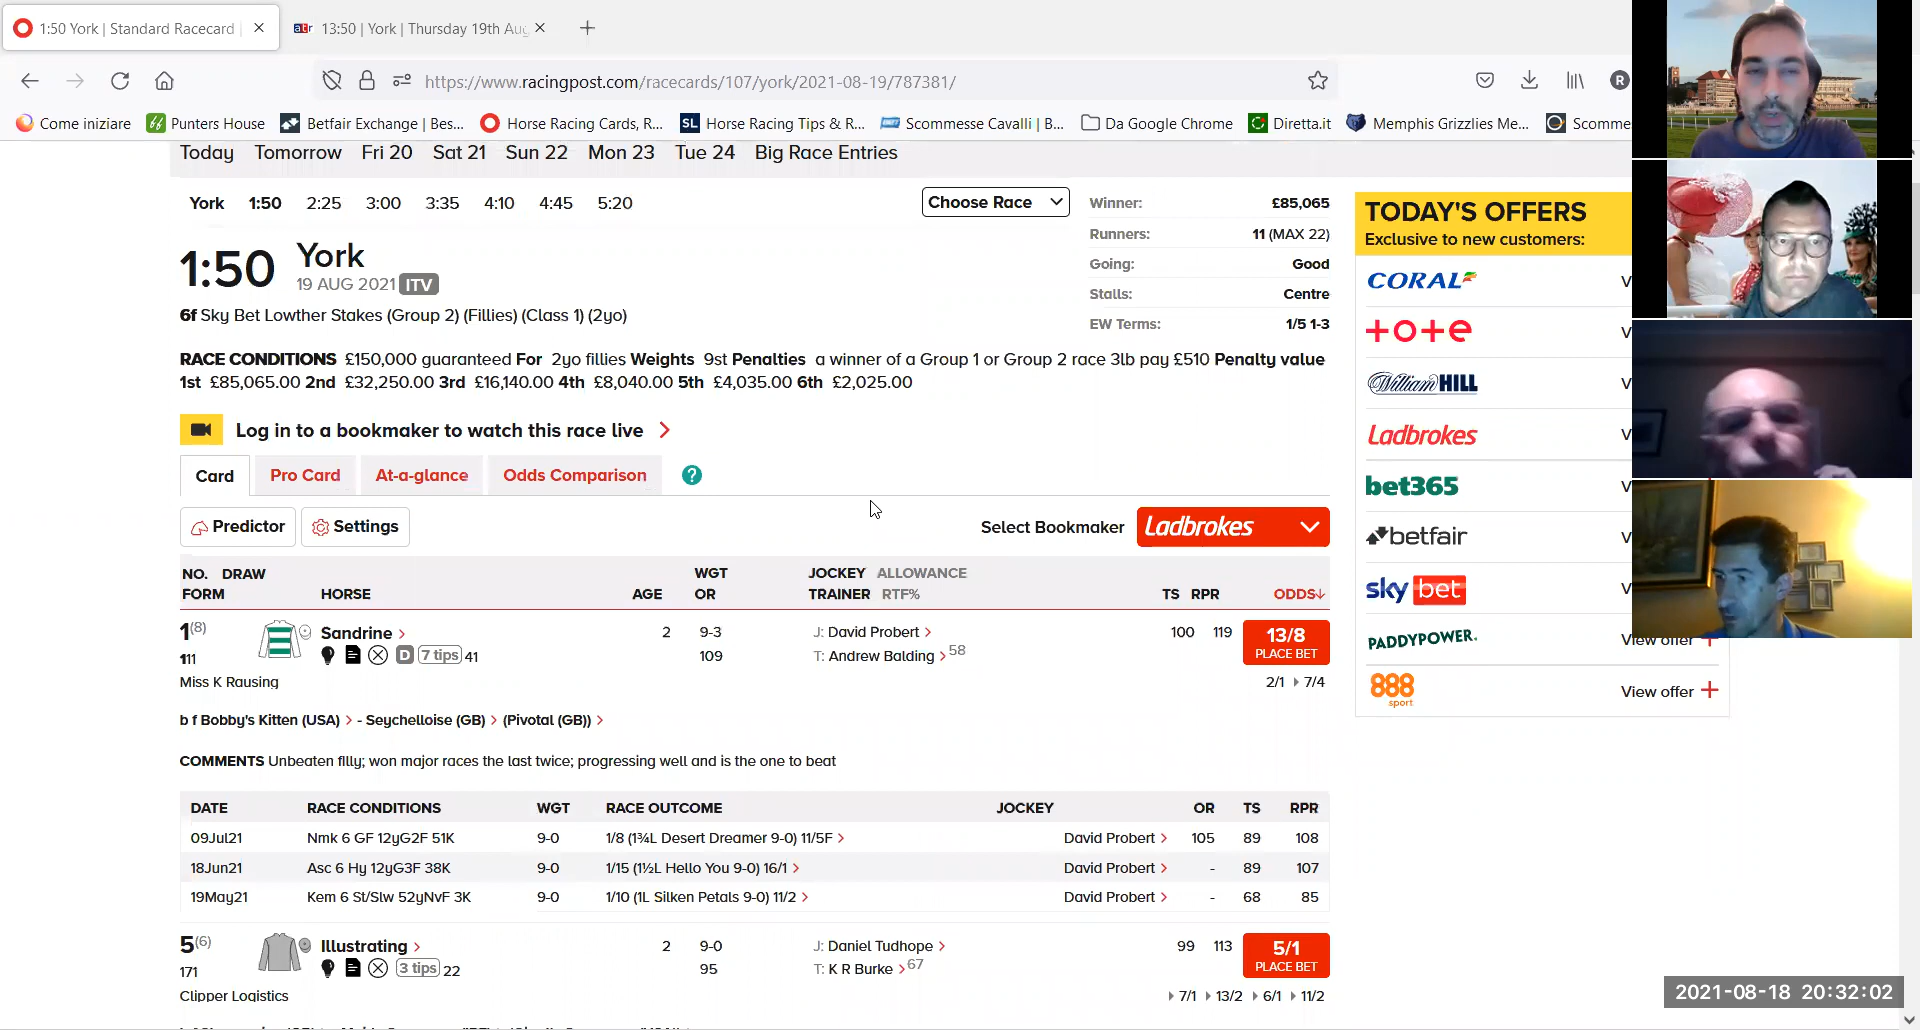 1:50 York | Standard Racecard |
atr 13:50 | York | Thursday 19th Aug
https://www.racingpost.com/racecards/107/york/2021-08-19/787381/
R
Come iniziare Punters House Betfair Exchange | Bes... Horse Racing Cards, R... SL Horse Racing Tips & R... Scommesse Cavalli | B... Da Google Chrome Diretta.it Memphis Grizzlies Me... Scomme
Today Tomorrow Fri 20 Sat 21 Sun 22 Mon 23 Tue 24 Big Race Entries
York 1:50 2:25 3:00 3:35 4:10 4:45 5:20
Choose Race
Winner: £85,065
Runners: 11 (MAX 22)
Going: Good
Stalls: Centre
EW Terms: 1/5 1-3
1:50 York
19 AUG 2021 ITV
6f Sky Bet Lowther Stakes (Group 2) (Fillies) (Class 1) (2yo)
RACE CONDITIONS £150,000 guaranteed For 2yo fillies Weights 9st Penalties a winner of a Group 1 or Group 2 race 3lb pay £510 Penalty value
1st £85,065.00 2nd £32,250.00 3rd £16,140.00 4th £8,040.00 5th £4,035.00 6th £2,025.00
Log in to a bookmaker to watch this race live
Card Pro Card At-a-glance Odds Comparison ?
Predictor Settings
Select Bookmaker Ladbrokes
NO. DRAW WGT JOCKEY ALLOWANCE
FORM HORSE AGE OR TRAINER RTF% TS RPR ODDS
1(8) Sandrine 2 9-3 J: David Probert 100 119 13/8
PLACE BET
111 D 7 tips 41 109 T: Andrew Balding 58
Miss K Rausing 2/1 7/4
b f Bobby's Kitten (USA) - Seychelloise (GB) (Pivotal (GB))
COMMENTS Unbeaten filly; won major races the last twice; progressing well and is the one to beat
DATE RACE CONDITIONS WGT RACE OUTCOME JOCKEY OR TS RPR
09Jul21 Nmk 6 GF 12yG2F 51K 9-0 1/8 (1¾L Desert Dreamer 9-0) 11/5F David Probert 105 89 108
18Jun21 Asc 6 Hy 12yG3F 38K 9-0 1/15 (1½L Hello You 9-0) 16/1 David Probert - 89 107
19May21 Kem 6 St/Slw 52yNvF 3K 9-0 1/10 (1L Silken Petals 9-0) 11/2 David Probert - 68 85
5(6) Illustrating 2 9-0 J: Daniel Tudhope 99 113 5/1
PLACE BET
171 3 tips 22 95 T: K R Burke 67
Clipper Logistics 7/1 13/2 6/1 11/2
TODAY'S OFFERS
Exclusive to new customers:
CORAL V
tote V
William HILL V
Ladbrokes V
bet365 V
betfair V
sky bet V
PADDYPOWER. View offer
888 sport View offer
2021-08-18 20:32:02